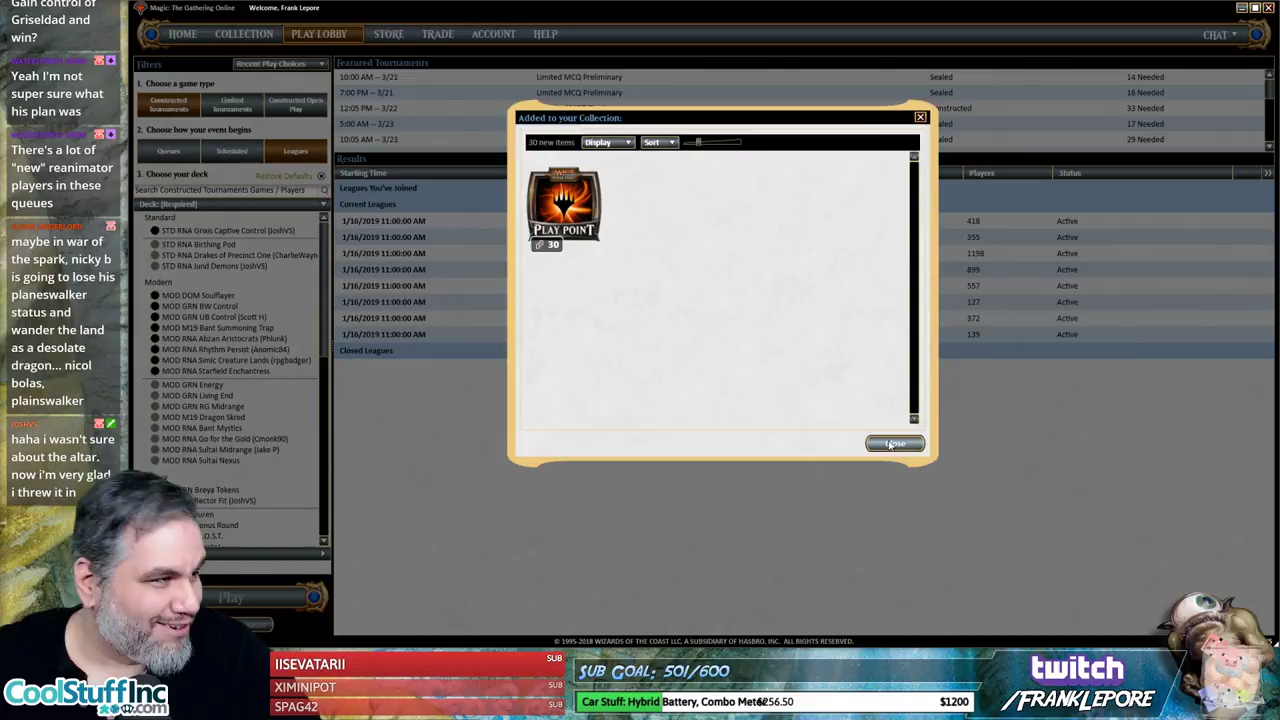 Gain control of
Griseldad and
win?
Yeah I'm not
super sure what
his plan was
There's a lot of
"new" reanimator
players in these
queues
maybe in war of
the spark, nicky b
is going to lose his
planeswalker
status and
wander the land
as a desolate
dragon... nicol
bolas,
plainswalker
JOSHVS
haha i wasn't sure
about the altar.
now i'm very glad
i threw it in
CoolStuffInc
.com
Magic: The Gathering Online
Welcome, Frank Lepore
HOME
COLLECTION
PLAY LOBBY
STORE
TRADE
ACCOUNT
HELP
CHAT
Filters
Recent Play Choices
1. Choose a game type
Constructed Tournaments
Limited Tournaments
Constructed Open Play
2. Choose how your event begins
Queues
Scheduled
Leagues
3. Choose your deck
Restore Defaults
Search Constructed Tournaments Games / Players
Deck: (Required)
Standard
STD RNA Grixis Captive Control (JoshVS)
STD RNA Birthing Pod
STD RNA Drakes of Precinct One (CharlieWayn
STD RNA Jund Demons (JoshVS)
Modern
MOD DOM Soulflayer
MOD GRN BW Control
MOD GRN UB Control (Scott H)
MOD M19 Bant Summoning Trap
MOD RNA Abzan Aristocrats (Phlunk)
MOD RNA Rhythm Persist (Anomic84)
MOD RNA Simic Creature Lands (rpgbadger)
MOD RNA Starfield Enchantress
MOD GRN Energy
MOD GRN Living End
MOD GRN RG Midrange
MOD M19 Dragon Skred
MOD RNA Bant Mystics
MOD RNA Go for the Gold (Cmonk90)
MOD RNA Sultai Midrange (Jake P)
MOD RNA Sultai Nexus
RN Breya Tokens
Rector Fit (JoshVS)
onus Round
O.S.T.
Play
Featured Tournaments
10:00 AM -- 3/21 Limited MCQ Preliminary Sealed 14 Needed
7:00 PM -- 3/21 Limited MCQ Preliminary Sealed 16 Needed
12:05 PM -- 3/22 onstructed 33 Needed
5:00 AM -- 3/23 Sealed 17 Needed
10:05 AM -- 3/23 Sealed 29 Needed
Results
Starting Time Players Status
Leagues You've Joined
Current Leagues
1/16/2019 11:00:00 AM 418 Active
1/16/2019 11:00:00 AM 355 Active
1/16/2019 11:00:00 AM 1198 Active
1/16/2019 11:00:00 AM 899 Active
1/16/2019 11:00:00 AM 557 Active
1/16/2019 11:00:00 AM 127 Active
1/16/2019 11:00:00 AM 372 Active
1/16/2019 11:00:00 AM 139 Active
Closed Leagues
Added to your Collection:
30 new items
Display
Sort
PLAY POINT
30
Close
© 1995-2018 WIZARDS OF THE COAST LLC, A SUBSIDIARY OF HASBRO, INC. ALL RIGHTS RESERVED.
IISEVATARII SUB
XIMINIPOT SUB
SPAG42 SUB
SUB GOAL: 501/600
Car Stuff: Hybrid Battery, Combo Mete $256.50 $1200
twitch
/FRANKLEPORE